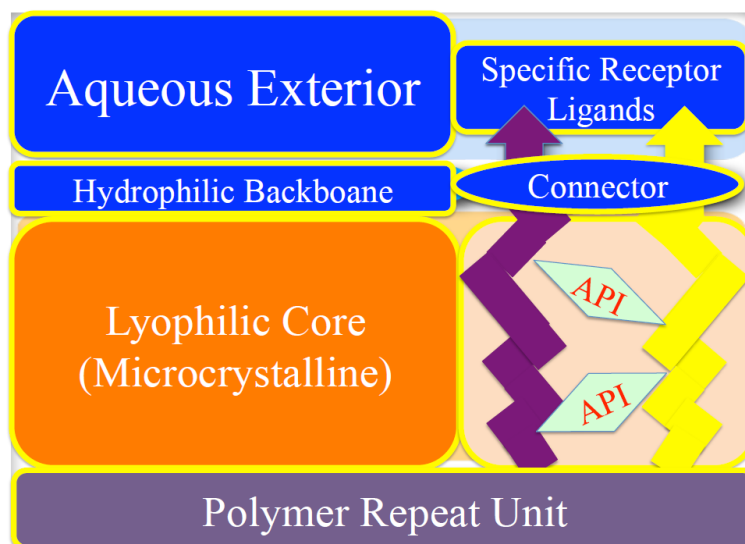 Aqueous Exterior
Specific Receptor
Ligands
Hydrophilic Backboane
Connector
Lyophilic Core
(Microcrystalline)
API
API
Polymer Repeat Unit